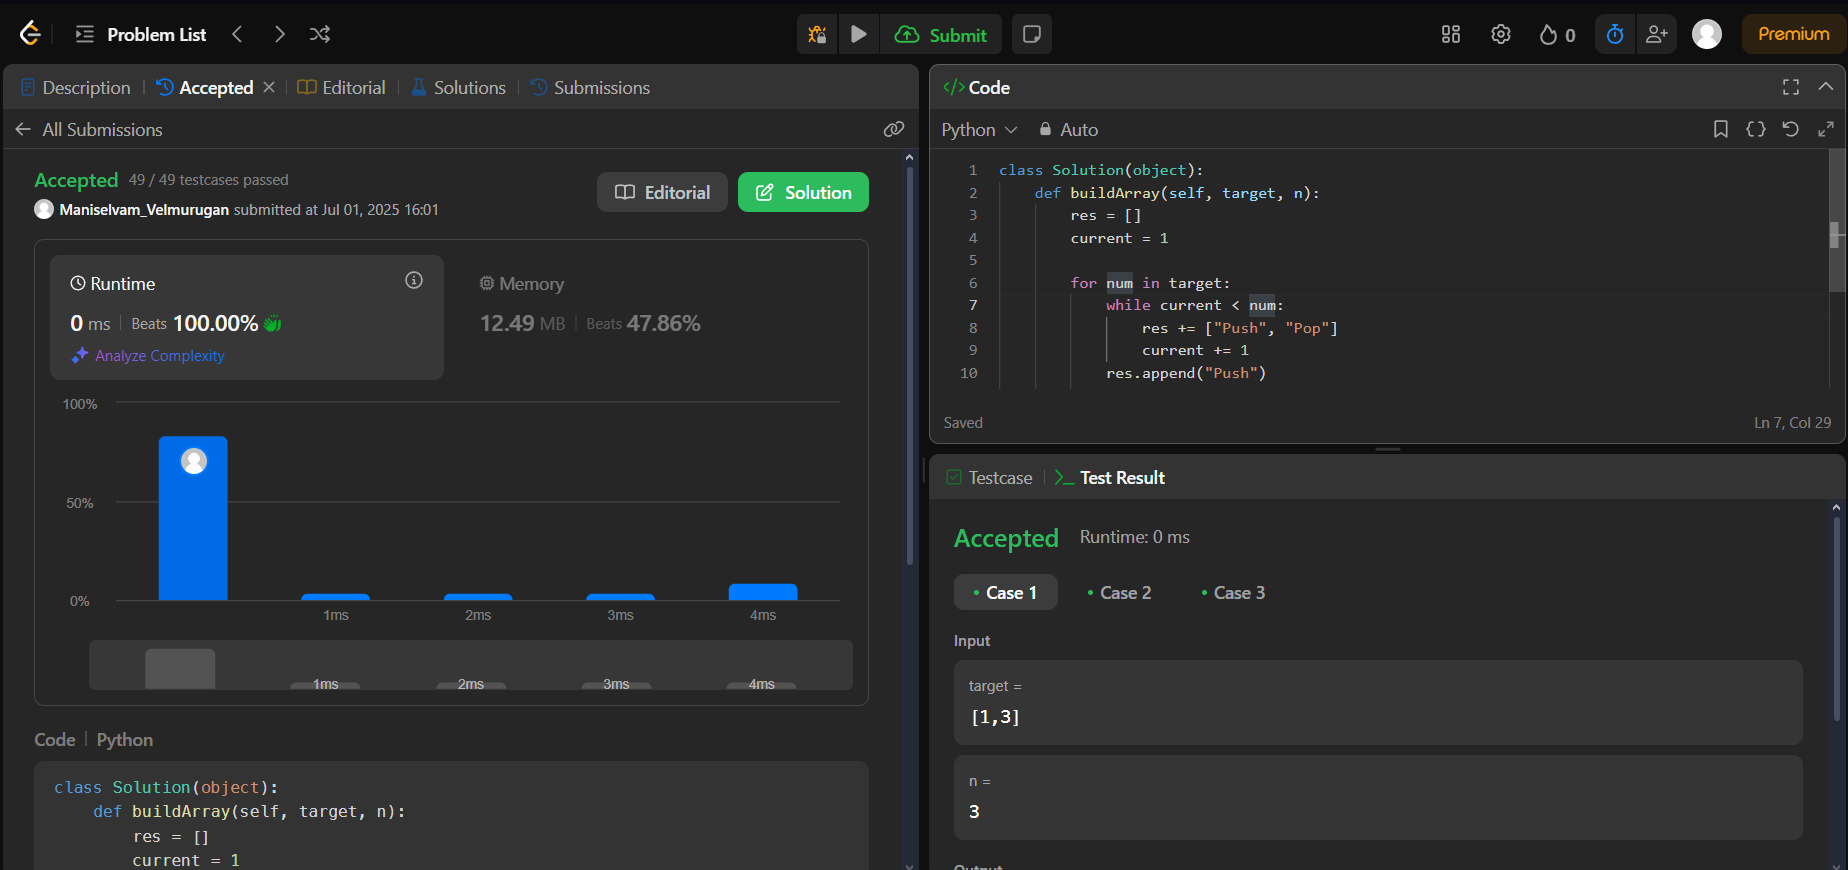 Problem List
Submit
0
Premium
Description
Accepted
Editorial
Solutions
Submissions
All Submissions
Accepted 49 / 49 testcases passed
Maniselvam_Velmurugan submitted at Jul 01, 2025 16:01
Editorial
Solution
Runtime
0 ms Beats 100.00%
Analyze Complexity
Memory
12.49 MB Beats 47.86%
100%
50%
0%
1ms 2ms 3ms 4ms
1ms 2ms 3ms 4ms
Code Python
class Solution(object):
def buildArray(self, target, n):
res = []
current = 1
</> Code
Python Auto
1 class Solution(object):
2 def buildArray(self, target, n):
3 res = []
4 current = 1
5
6 for num in target:
7 while current < num:
8 res += ["Push", "Pop"]
9 current += 1
10 res.append("Push")
Saved
Ln 7, Col 29
Testcase
Test Result
Accepted Runtime: 0 ms
Case 1 Case 2 Case 3
Input
target =
[1,3]
n =
3
Output